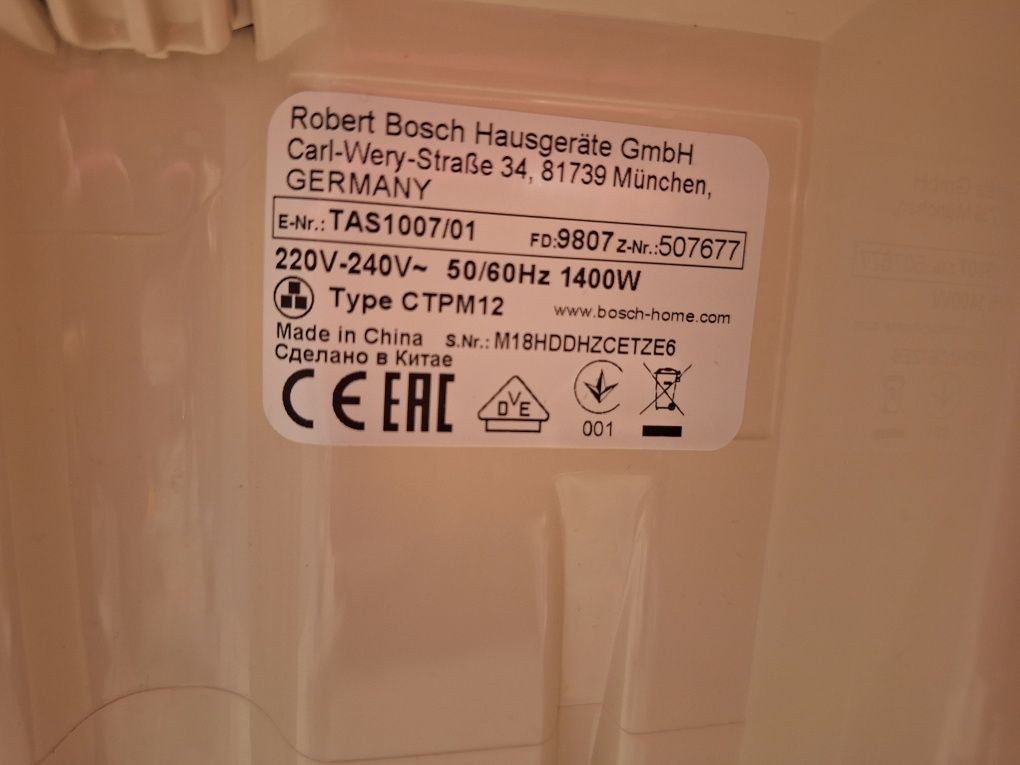 Robert Bosch Hausgeräte GmbH
Carl-Wery-Straße 34, 81739 München,
GERMANY
E-Nr.: TAS1007/01 FD:9807 Z-Nr.:507677
220V-240V~ 50/60Hz 1400W
Type CTPM12 www.bosch-home.com
Made in China S.Nr.: M18HDDHZCETZE6
Сделано в Китае
CE EAC DVE
001